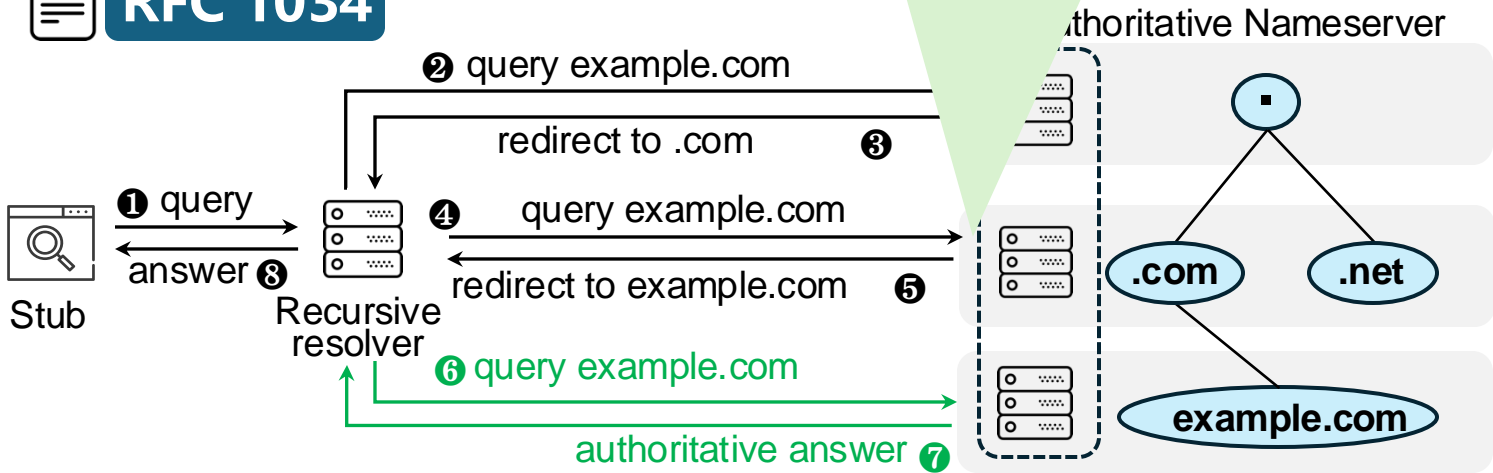 RFC 1034
thoritative Nameserver
❷ query example.com
redirect to .com ❸
❶ query
answer ❽
Stub
Recursive
resolver
❹ query example.com
redirect to example.com ❺
❻ query example.com
authoritative answer ❼
.
.com
.net
example.com